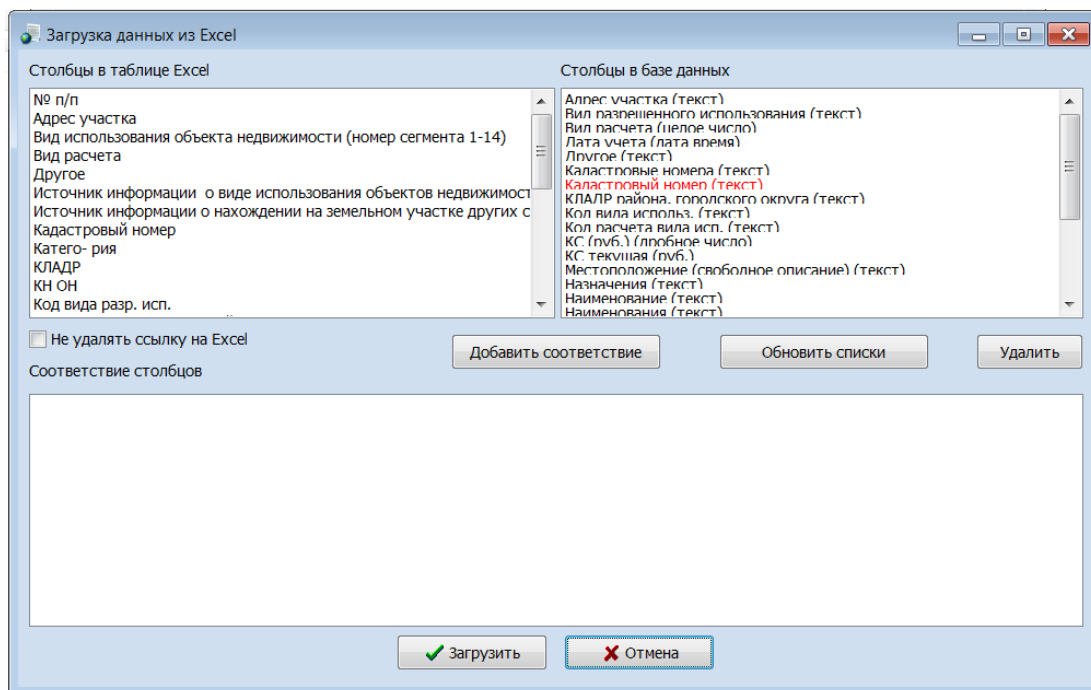 Загрузка данных из Excel
Столбцы в таблице Excel
№ п/п
Адрес участка
Вид использования объекта недвижимости (номер сегмента 1-14)
Вид расчета
Другое
Источник информации о виде использования объектов недвижимост
Источник информации о нахождении на земельном участке других с
Кадастровый номер
Катего- рия
КЛАДР
КН ОН
Код вида разр. исп.
Столбцы в базе данных
Адрес участка (текст)
Вид разрешенного использования (текст)
Вид расчета (целое число)
Дата учета (дата время)
Другое (текст)
Кадастровые номера (текст)
Кадастровый номер (текст)
КЛАДР района, городского округа (текст)
Код вида использ. (текст)
Код расчета вида исп. (текст)
КС (руб.) (дробное число)
КС текущая (руб.)
Местоположение (свободное описание) (текст)
Назначения (текст)
Наименование (текст)
Наименования (текст)
Не удалять ссылку на Excel
Добавить соответствие
Обновить списки
Удалить
Соответствие столбцов
Загрузить
Отмена